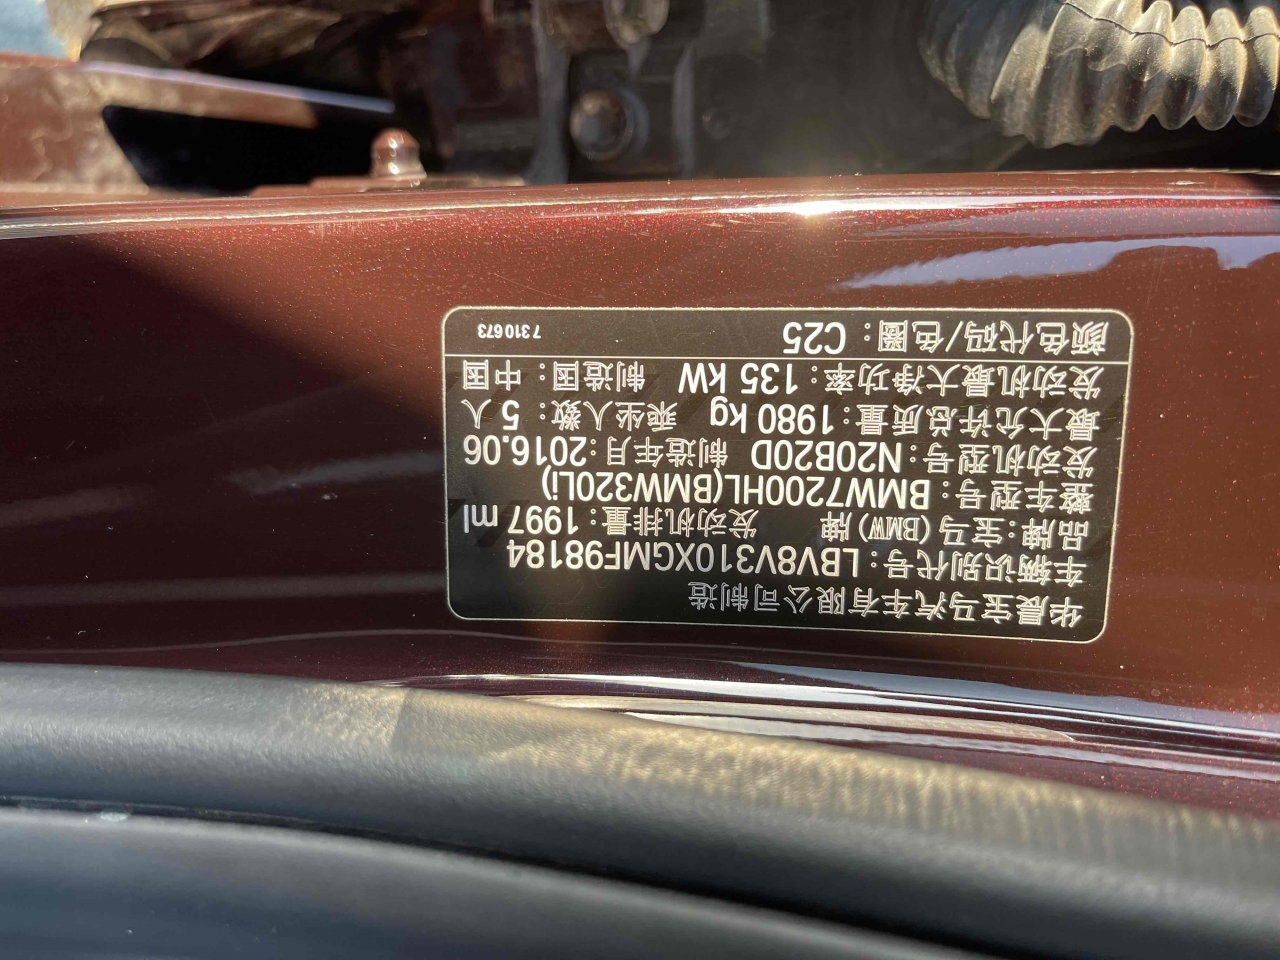 华晨宝马汽车有限公司制造
车辆识别代号：LBV8V310XGMF98184
品牌：宝马(BMW)牌 发动机排量：1997 ml
整车型号：BMW7200HL(BMW320Li)
发动机型号：N20B20D 制造年月：2016.06
最大允许总质量：1980 kg 乘坐人数：5 人
发动机最大净功率：135 kW 制造国：中国
颜色代码/色圈：C25 7310673